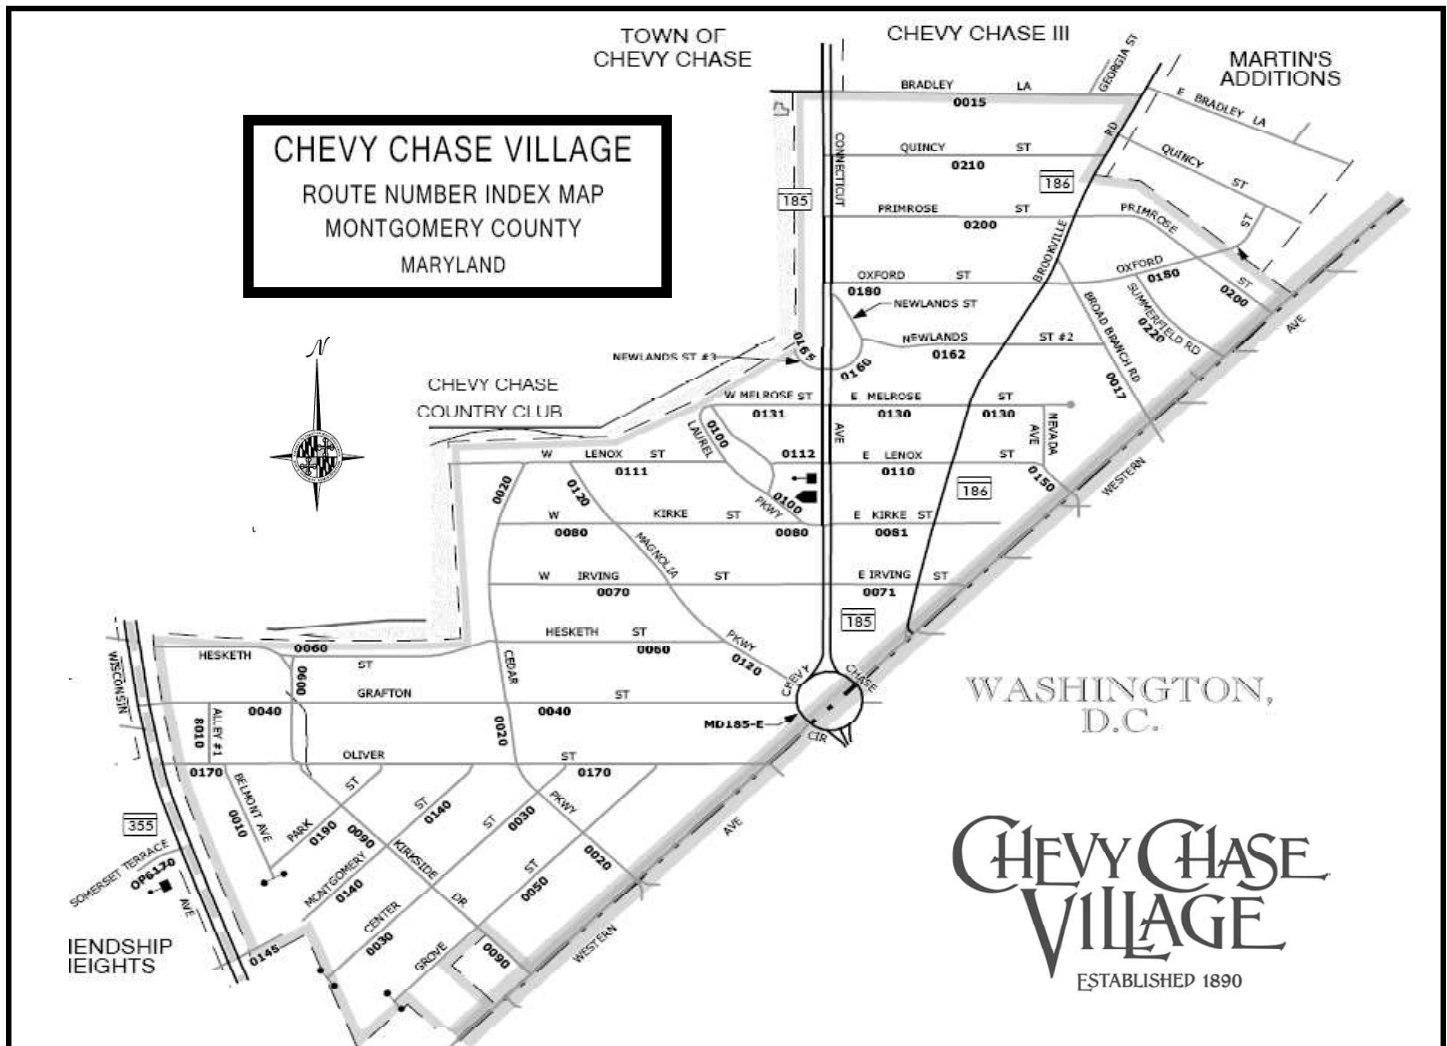 TOWN OF
CHEVY CHASE
CHEVY CHASE III
MARTIN'S
ADDITIONS
CHEVY CHASE VILLAGE
ROUTE NUMBER INDEX MAP
MONTGOMERY COUNTY
MARYLAND
GEORGIA ST
BRADLEY LA
0015
E BRADLEY LA
CONNECTICUT
RD
QUINCY ST
0210
QUINCY ST
186
185
PRIMROSE ST
0200
PRIMROSE
ST
BROOKVILLE
OXFORD ST
0180
OXFORD
0180
ST
0200
NEWLANDS ST
SUMMERFIELD RD
0220
BROAD BRANCH RD
0017
AVE
NEWLANDS ST #2
0162
0165
NEWLANDS ST #3
0160
N
CHEVY CHASE
COUNTRY CLUB
W MELROSE ST
0131
E MELROSE ST
0130
0130
LAUREL
0100
AVE
AVE
NEVADA
W LENOX ST
0111
0112
E LENOX ST
0110
0150
WESTERN
0020
0120
0100
PKWY
186
W KIRKE ST
0080
0080
E KIRKE ST
0081
MAGNOLIA
W IRVING ST
0070
E IRVING ST
0071
185
HESKETH ST
0060
PKWY
0120
HESKETH
0060
ST
WISCONSIN
0600
CEDAR
CHEVY CHASE
WASHINGTON,
D.C.
GRAFTON ST
0040
0040
MD185-E
CIR
8010
ALLEY #1
0020
OLIVER ST
0170
0170
BELMONT AVE
0010
PARK ST
0190
0090
KIRKSIDE
DR
ST
0140
ST
0030
PKWY
0020
AVE
355
SOMERSET TERRACE
OP6170
AVE
MONTGOMERY
0140
ST
0050
CENTER
0030
GROVE
0090
WESTERN
0145
IENDSHIP
IEIGHTS
CHEVY CHASE
VILLAGE
ESTABLISHED 1890